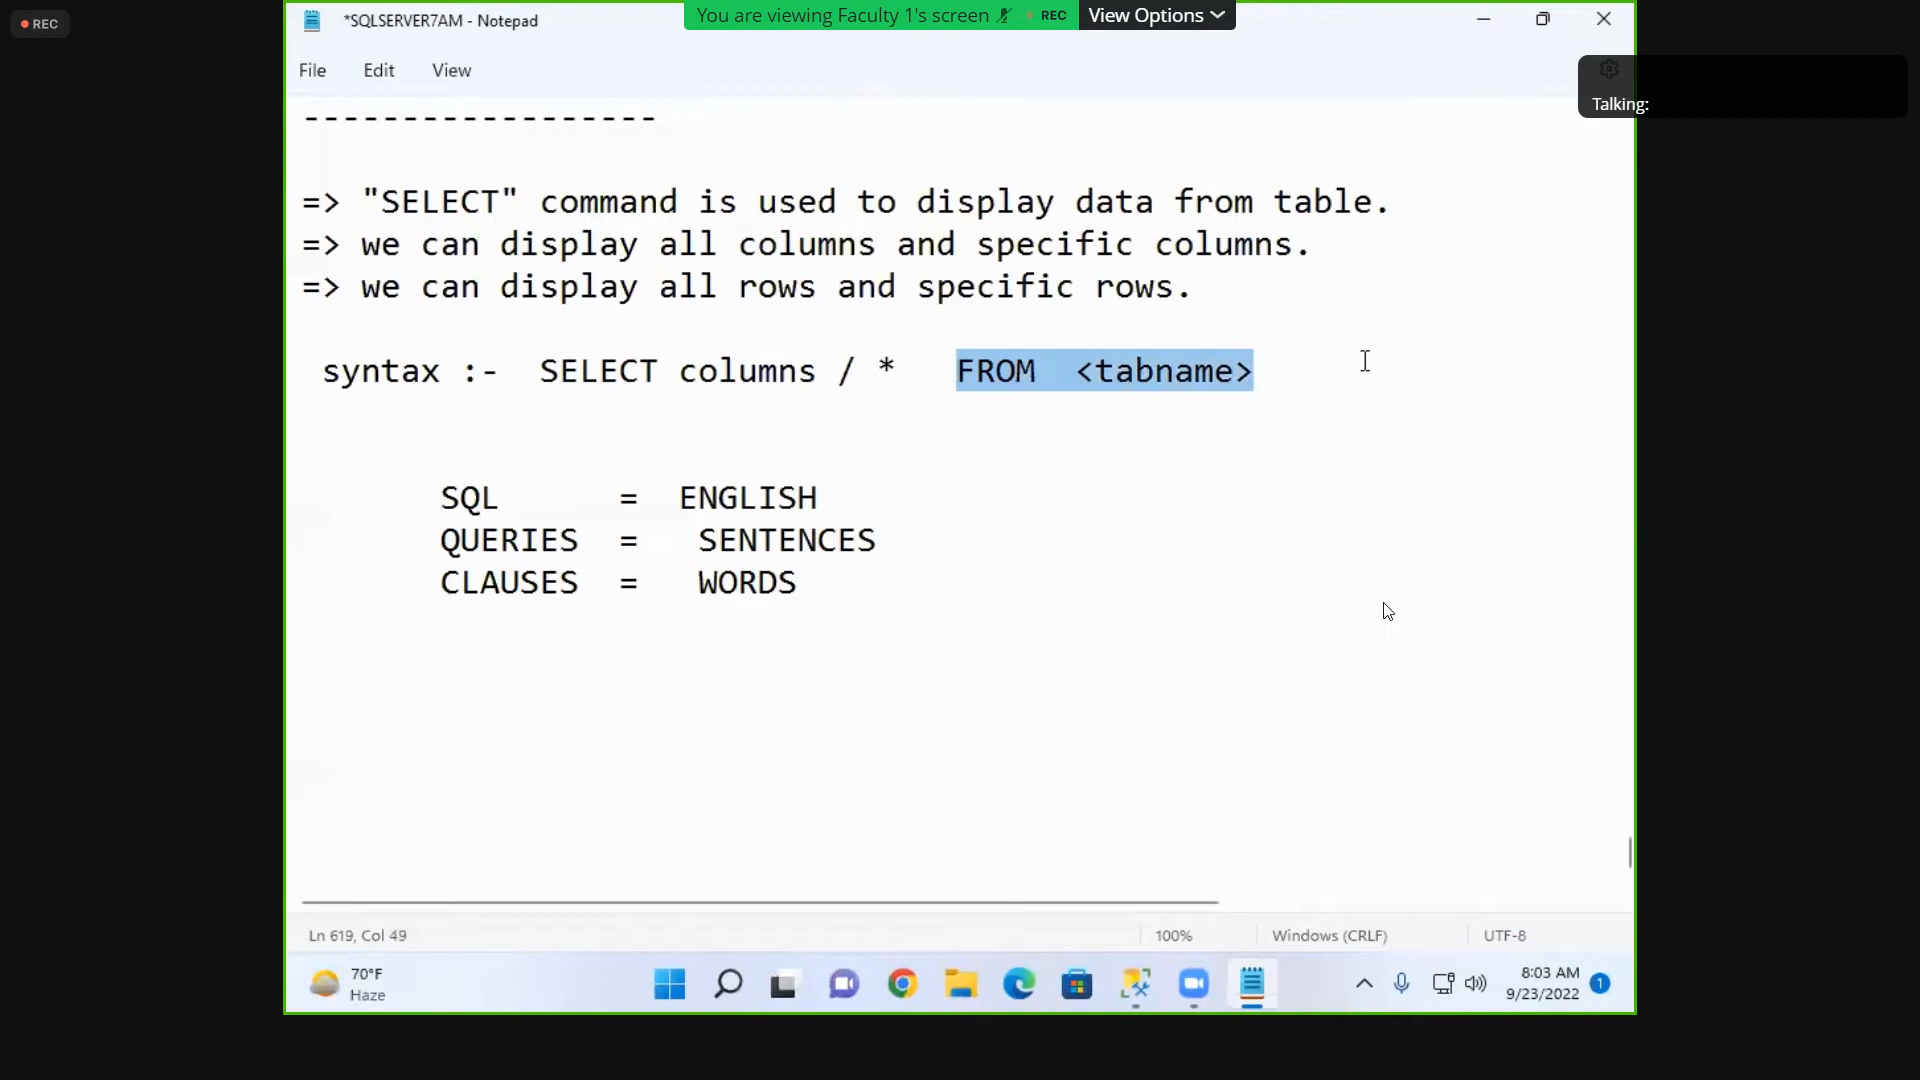 REC
*SQLSERVER7AM - Notepad
You are viewing Faculty 1's screen REC View Options
File Edit View
Talking:
------------------
=> "SELECT" command is used to display data from table.
=> we can display all columns and specific columns.
=> we can display all rows and specific rows.
syntax :- SELECT columns / * FROM <tabname>
SQL = ENGLISH
QUERIES = SENTENCES
CLAUSES = WORDS
Ln 619, Col 49 100% Windows (CRLF) UTF-8
70°F
Haze
8:03 AM
9/23/2022 1